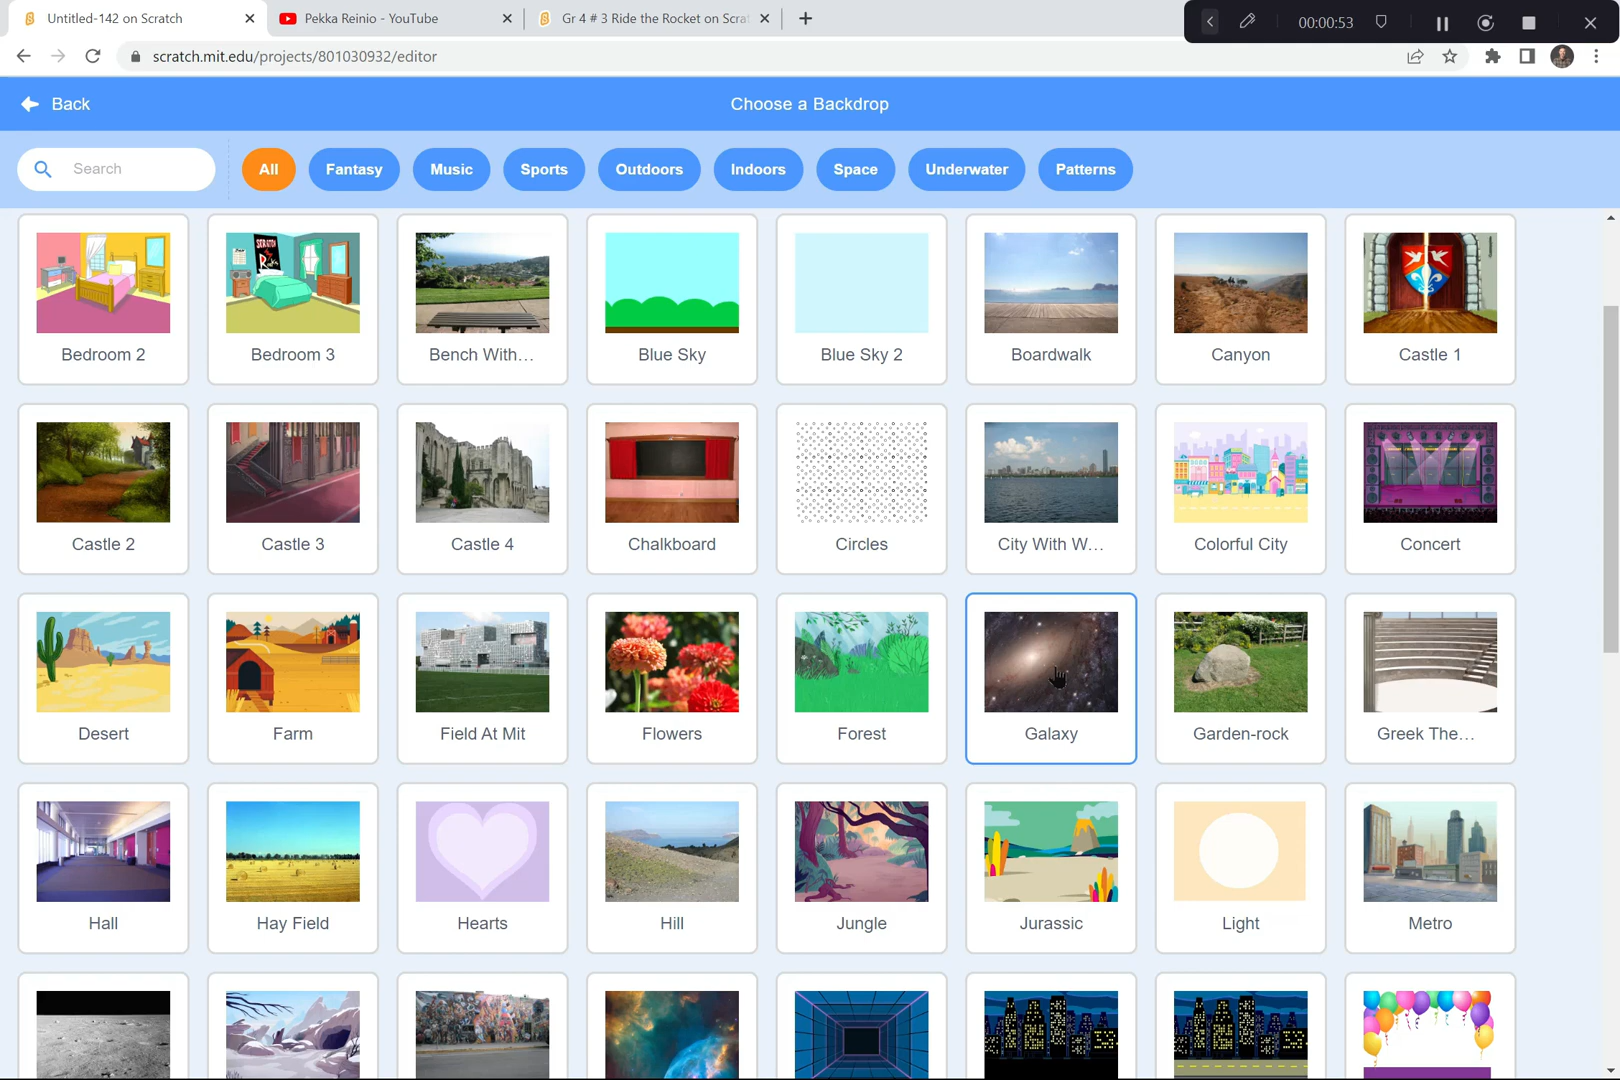 Untitled-142 on Scratch
Pekka Reinio - YouTube
Gr 4 # 3 Ride the Rocket on Scrat
00:00:53
scratch.mit.edu/projects/801030932/editor
Back
Choose a Backdrop
Search
All
Fantasy
Music
Sports
Outdoors
Indoors
Space
Underwater
Patterns
SCRATCH
Bedroom 2
Bedroom 3
Bench With...
Blue Sky
Blue Sky 2
Boardwalk
Canyon
Castle 1
Castle 2
Castle 3
Castle 4
Chalkboard
Circles
City With W...
Colorful City
Concert
Desert
Farm
Field At Mit
Flowers
Forest
Galaxy
Garden-rock
Greek The...
Hall
Hay Field
Hearts
Hill
Jungle
Jurassic
Light
Metro